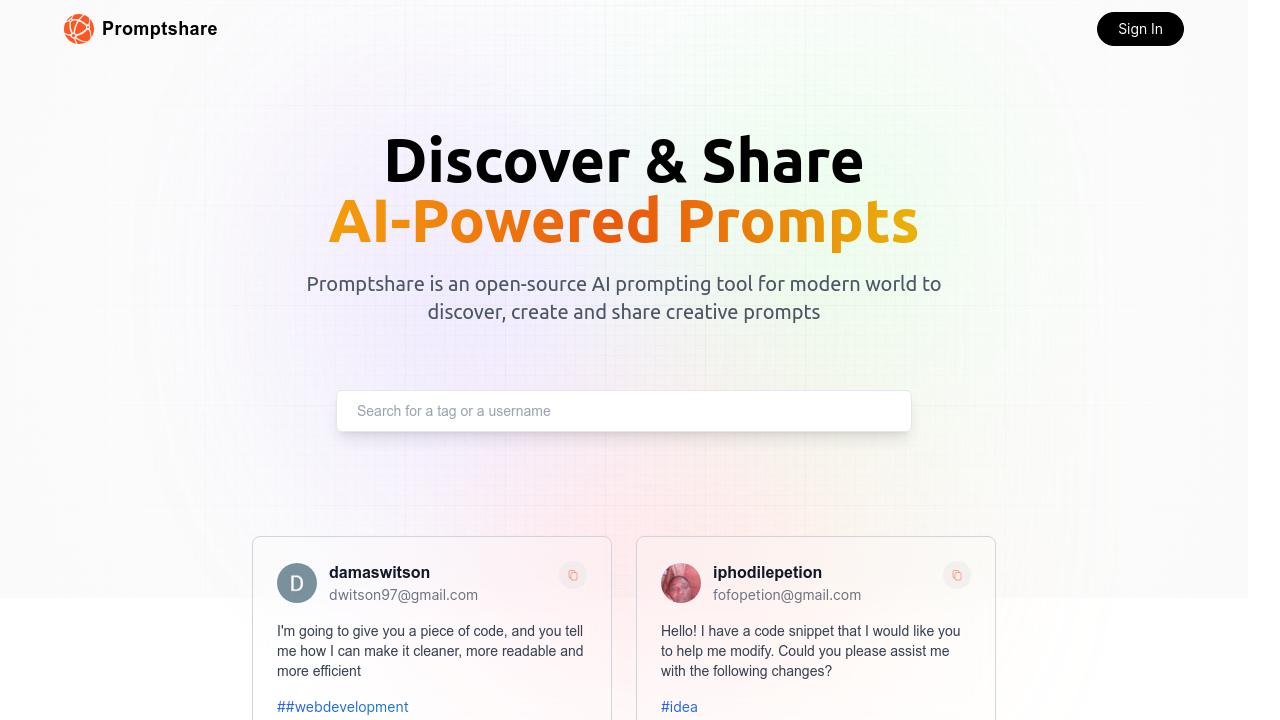 Promptshare
Sign In
Discover & Share
AI-Powered Prompts
Promptshare is an open-source AI prompting tool for modern world to
discover, create and share creative prompts
Search for a tag or a username
D
damaswitson
dwitson97@gmail.com
I'm going to give you a piece of code, and you tell
me how I can make it cleaner, more readable and
more efficient
##webdevelopment
iphodilepetion
fofopetion@gmail.com
Hello! I have a code snippet that I would like you
to help me modify. Could you please assist me
with the following changes?
#idea